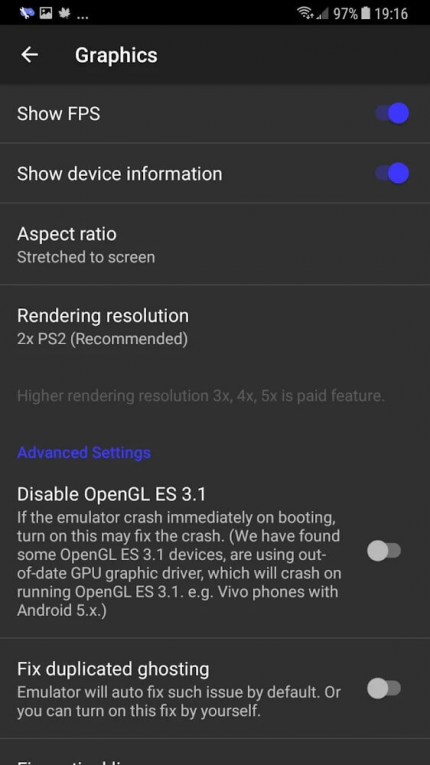 ... 97% 19:16
Graphics
Show FPS
Show device information
Aspect ratio
Stretched to screen
Rendering resolution
2x PS2 (Recommended)
Higher rendering resolution 3x, 4x, 5x is paid feature.
Advanced Settings
Disable OpenGL ES 3.1
If the emulator crash immediately on booting,
turn on this may fix the crash. (We have found
some OpenGL ES 3.1 devices, are using out-
of-date GPU graphic driver, which will crash on
running OpenGL ES 3.1. e.g. Vivo phones with
Android 5.x.)
Fix duplicated ghosting
Emulator will auto fix such issue by default. Or
you can turn on this fix by yourself.